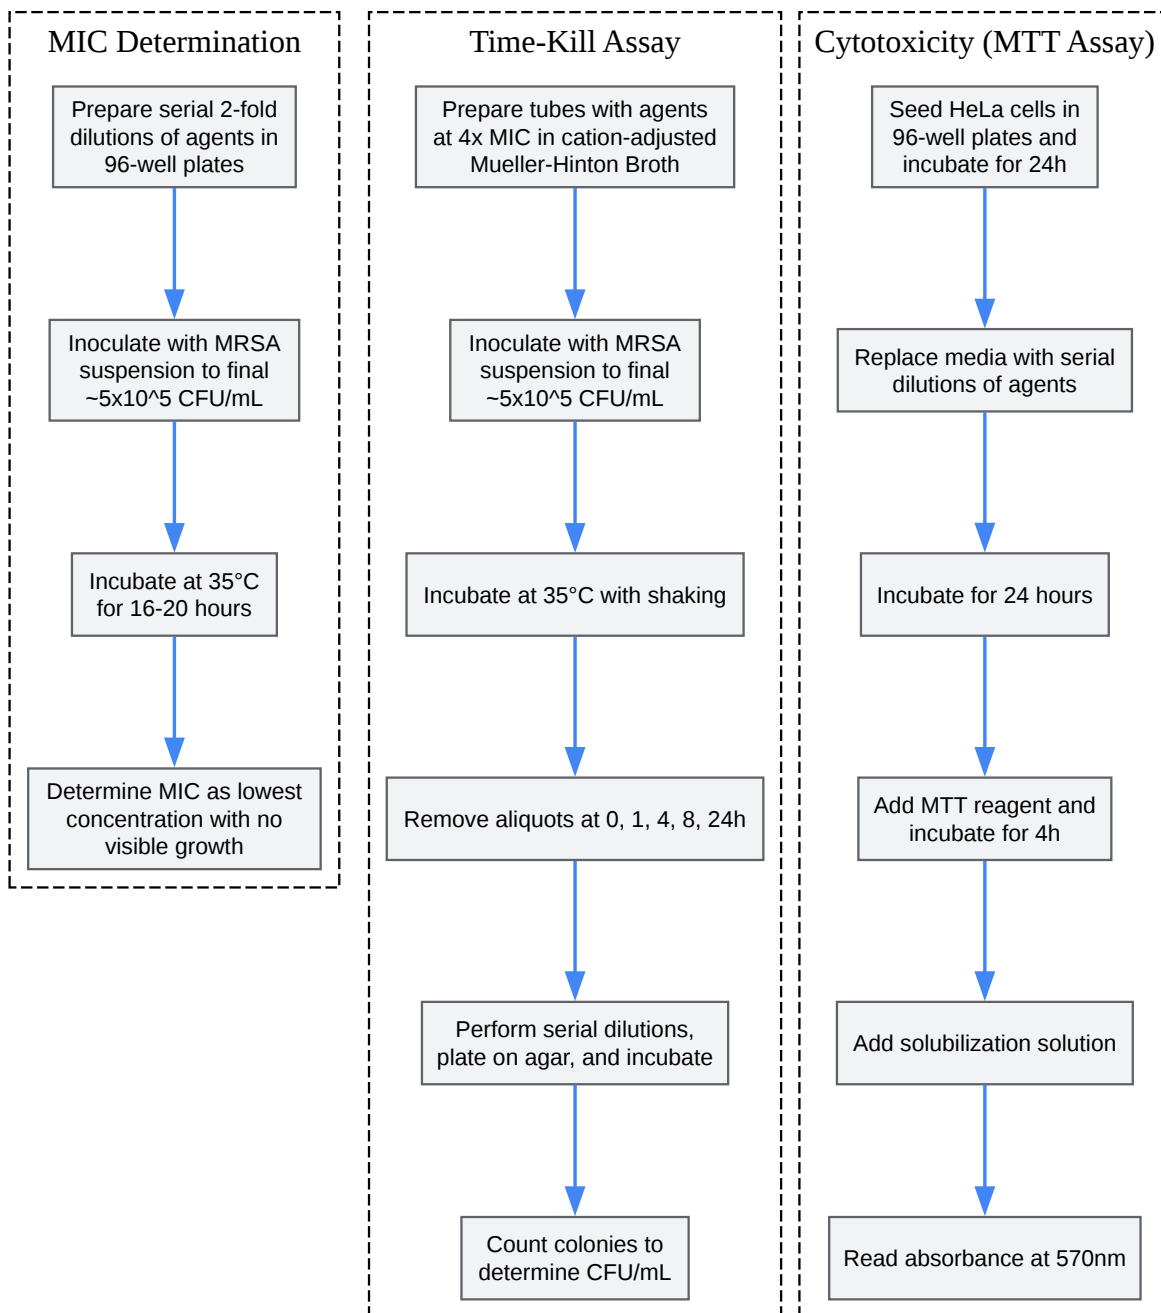 MIC Determination
Prepare serial 2-fold
dilutions of agents in
96-well plates
Inoculate with MRSA
suspension to final
~5x10^5 CFU/mL
Incubate at 35°C
for 16-20 hours
Determine MIC as lowest
concentration with no
visible growth
Time-Kill Assay
Prepare tubes with agents
at 4x MIC in cation-adjusted
Mueller-Hinton Broth
Inoculate with MRSA
suspension to final
~5x10^5 CFU/mL
Incubate at 35°C with shaking
Remove aliquots at 0, 1, 4, 8, 24h
Perform serial dilutions,
plate on agar, and incubate
Count colonies to
determine CFU/mL
Cytotoxicity (MTT Assay)
Seed HeLa cells in
96-well plates and
incubate for 24h
Replace media with serial
dilutions of agents
Incubate for 24 hours
Add MTT reagent and
incubate for 4h
Add solubilization solution
Read absorbance at 570nm